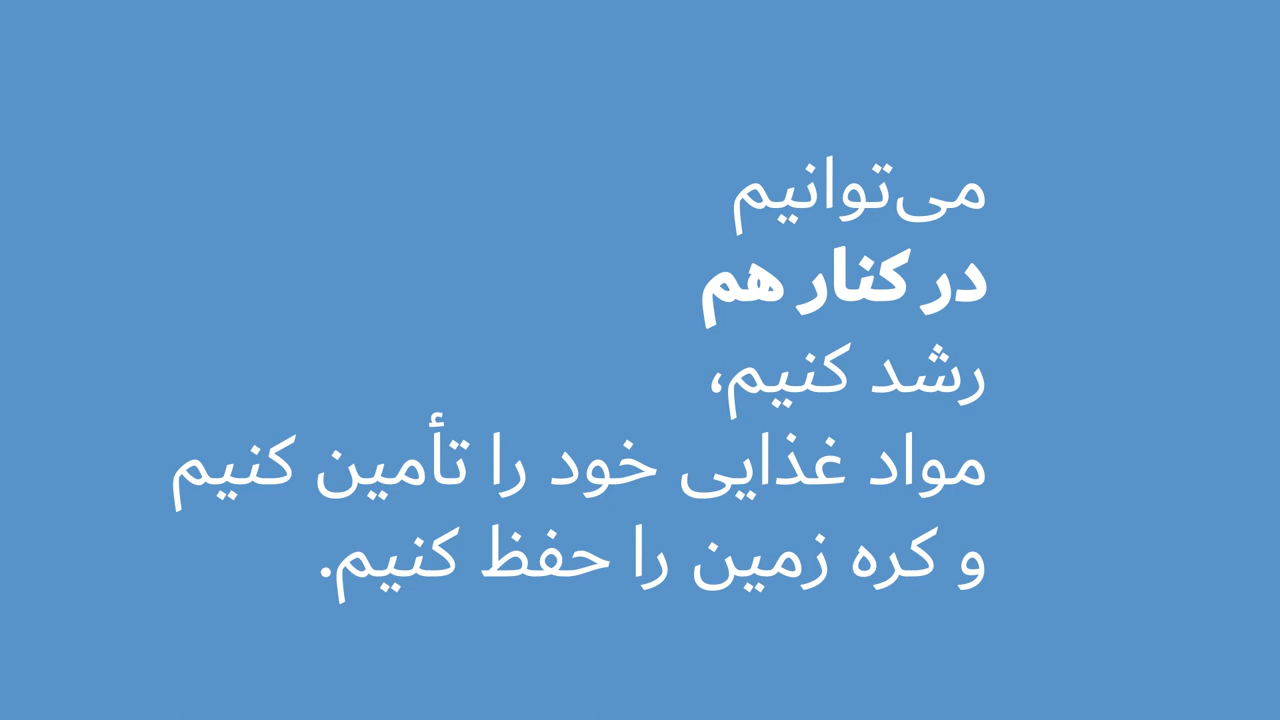 می‌توانیم
در کنار هم
رشد کنیم،
مواد غذایی خود را تأمین کنیم
و کره زمین را حفظ کنیم.